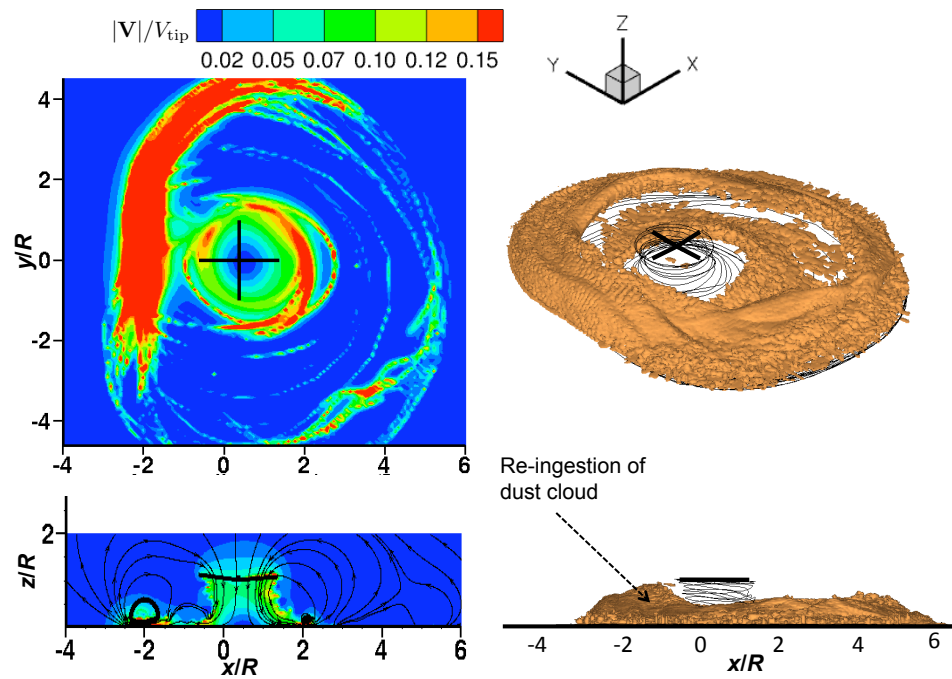 |V|/V_tip
0.02 0.05 0.07 0.10 0.12 0.15
Z
Y X
4
2
0
-2
-4
y/R
-4 -2 0 2 4 6
2
z/R
-4 -2 0 2 4 6
x/R
Re-ingestion of
dust cloud
-4 -2 0 2 4 6
x/R